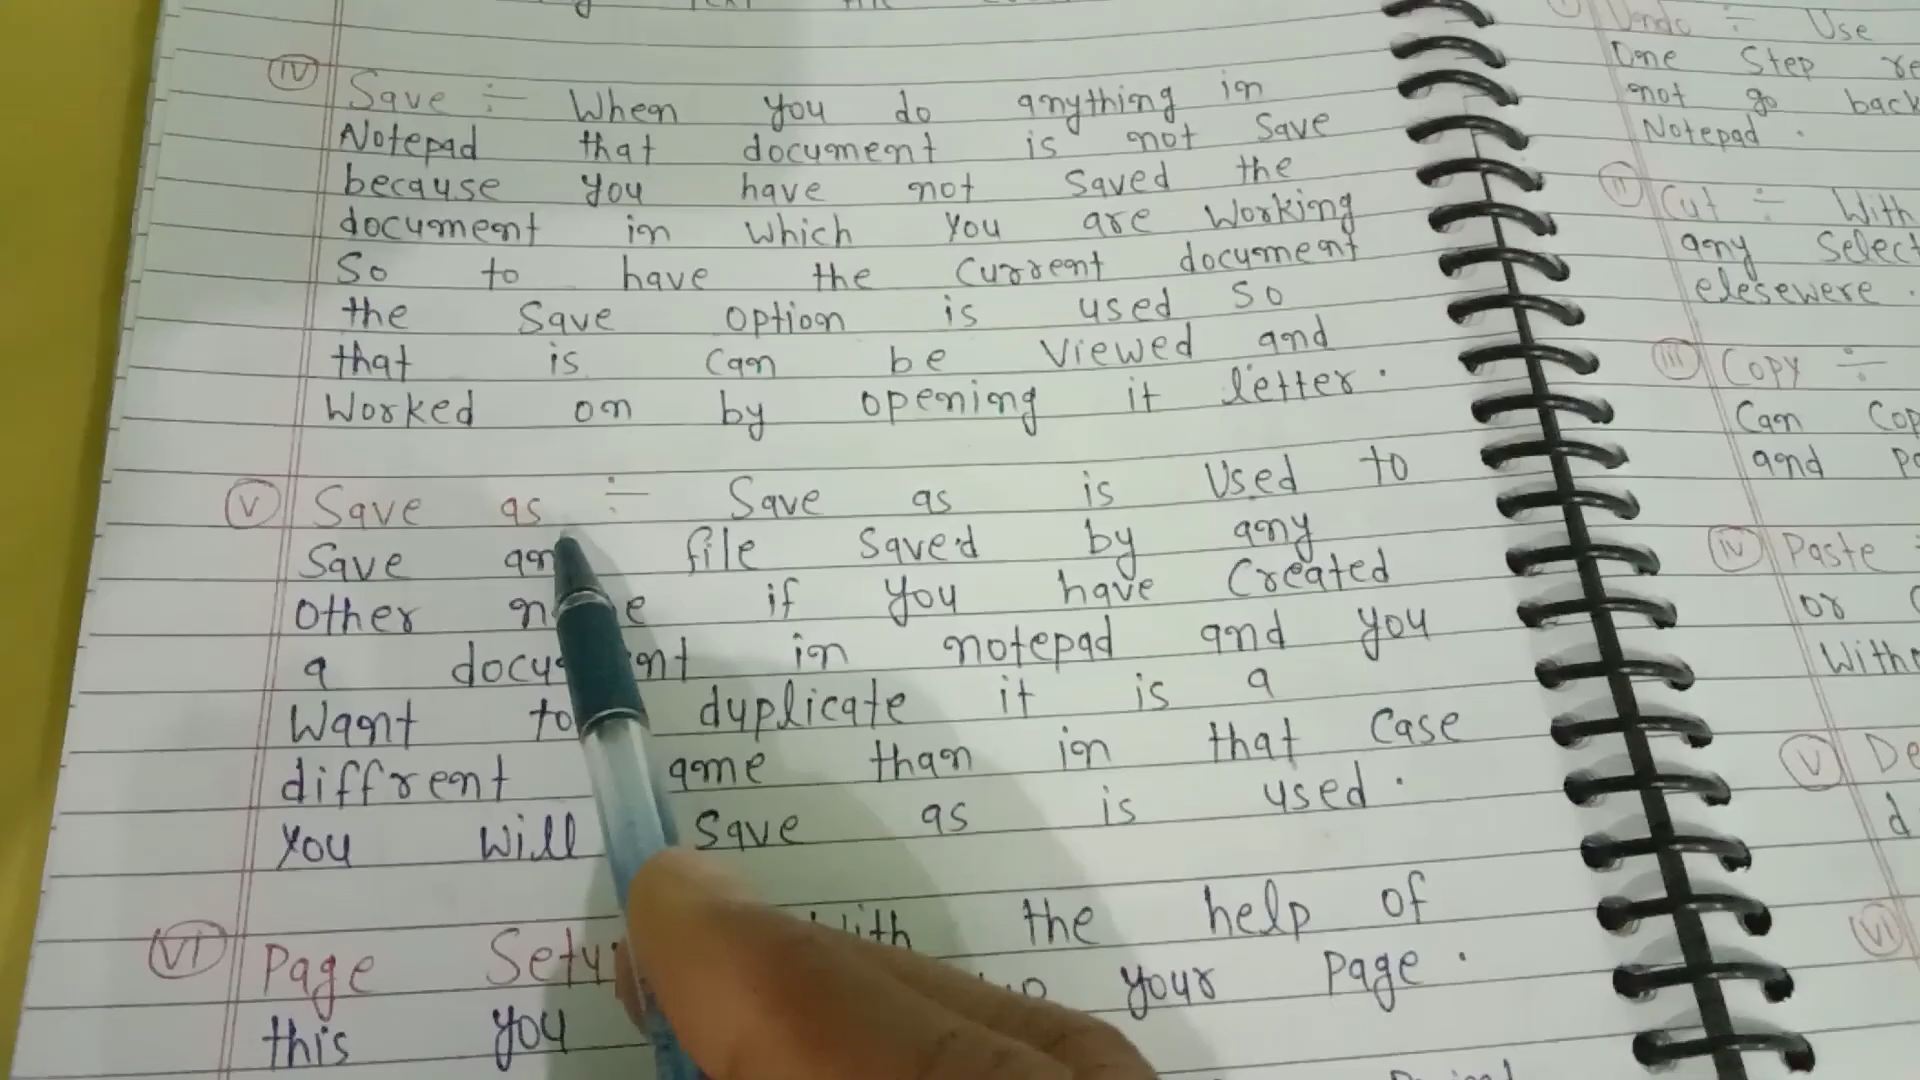 (IV) Save ÷ When you do anything in
Notepad that document is not Save
because you have not Saved the
document in which you are Working
So to have the Current document
the Save option is used So
that is Can be Viewed and
Worked on by opening it letter.
(V) Save as ÷ Save as is Used to
Save file Saved by any
Other if you have Created
a in notepad and you
Want to duplicate it is a
diffrent than in that Case
You Will Save as is used.
(VI) Page the help of
this you your Page.
÷ Use
One Step
not go back
Notepad.
(II) Cut ÷ With
any
elesewere.
(III) Copy ÷
Can
and
(IV) Paste
or
(V)
(VI)